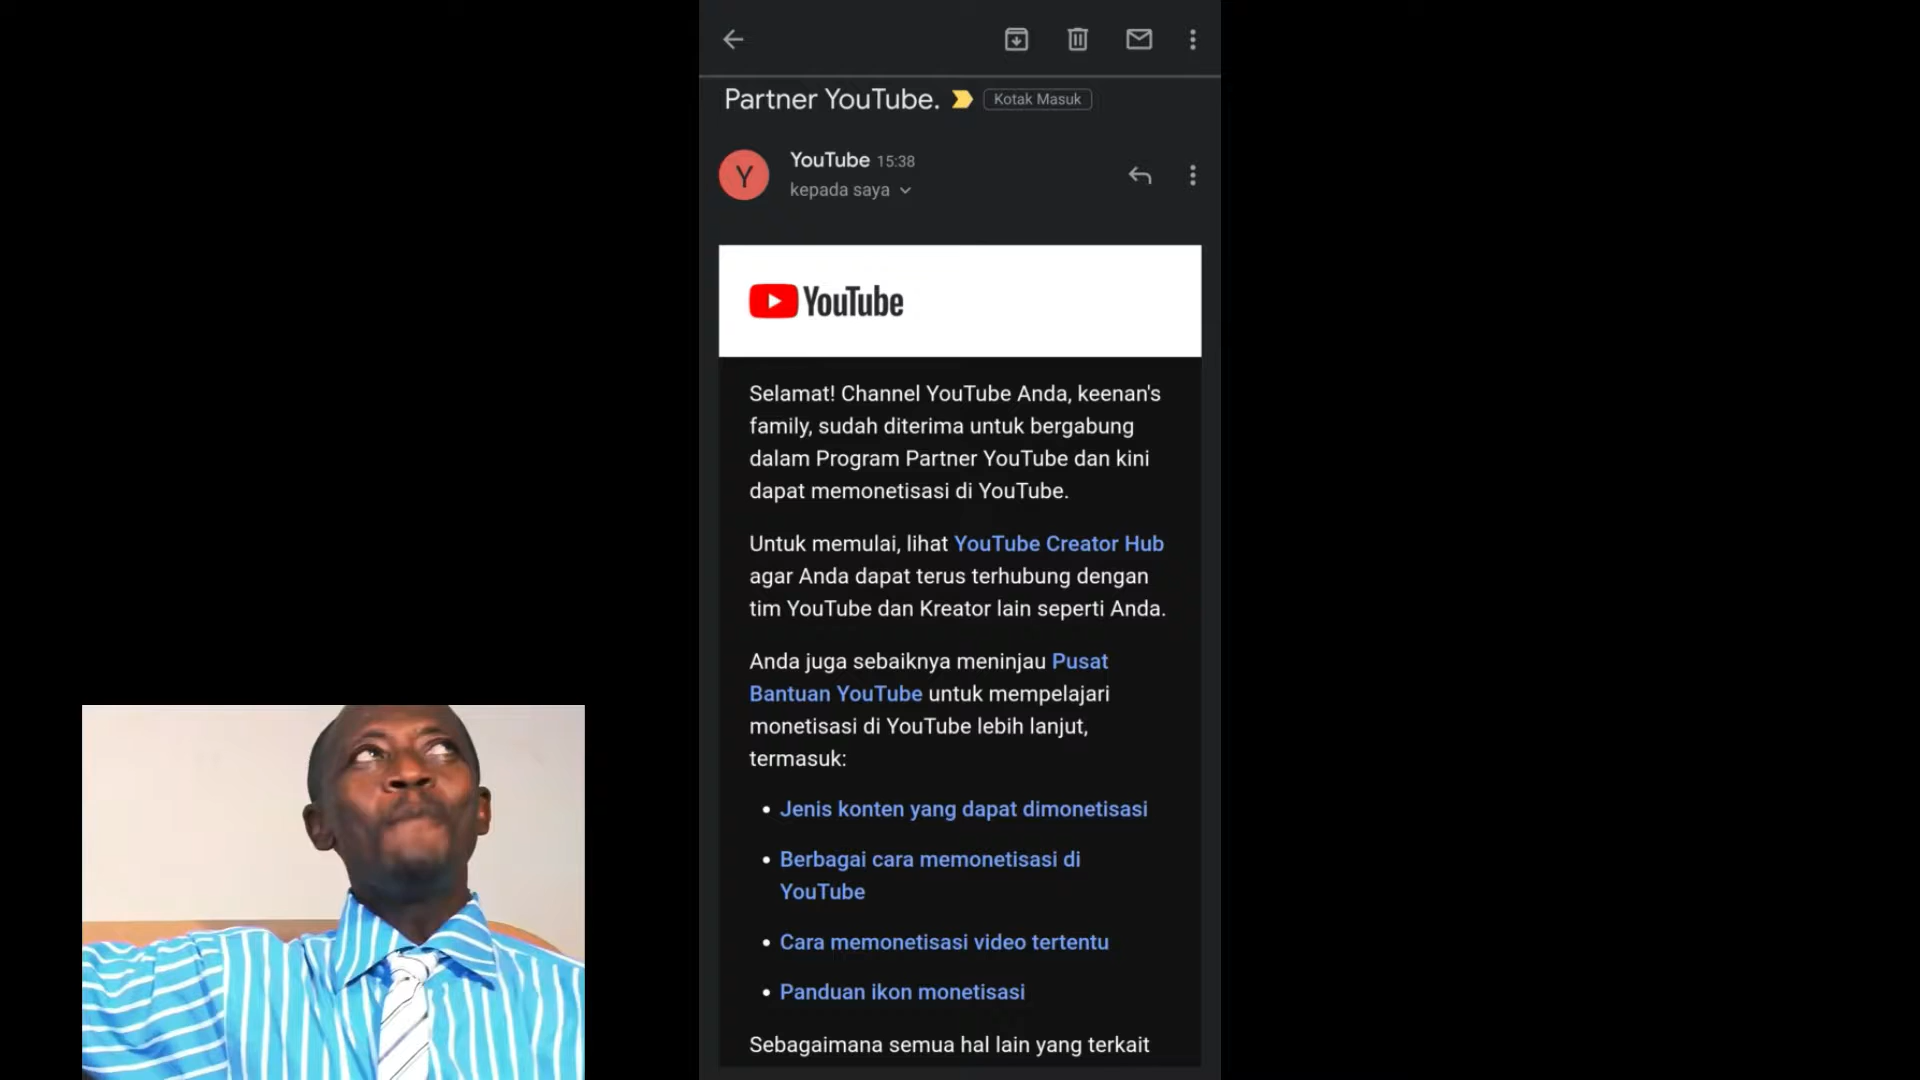 Partner YouTube. Kotak Masuk
Y
YouTube 15:38
kepada saya
YouTube
Selamat! Channel YouTube Anda, keenan's
family, sudah diterima untuk bergabung
dalam Program Partner YouTube dan kini
dapat memonetisasi di YouTube.
Untuk memulai, lihat YouTube Creator Hub
agar Anda dapat terus terhubung dengan
tim YouTube dan Kreator lain seperti Anda.
Anda juga sebaiknya meninjau Pusat
Bantuan YouTube untuk mempelajari
monetisasi di YouTube lebih lanjut,
termasuk:
• Jenis konten yang dapat dimonetisasi
• Berbagai cara memonetisasi di
YouTube
• Cara memonetisasi video tertentu
• Panduan ikon monetisasi
Sebagaimana semua hal lain yang terkait